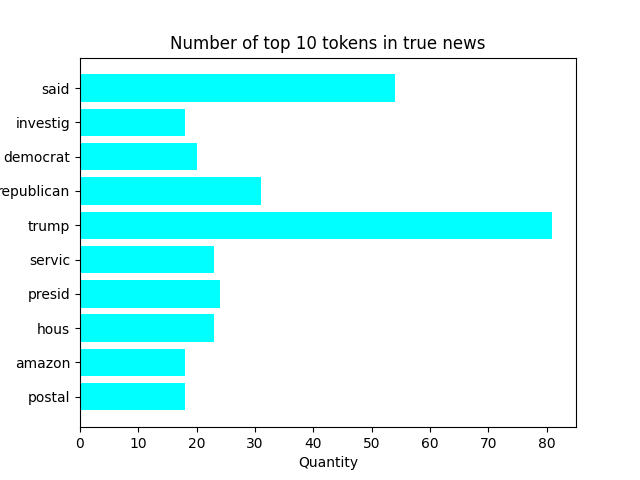 Number of top 10 tokens in true news
said
investig
democrat
republican
trump
servic
presid
hous
amazon
postal
0 10 20 30 40 50 60 70 80
Quantity